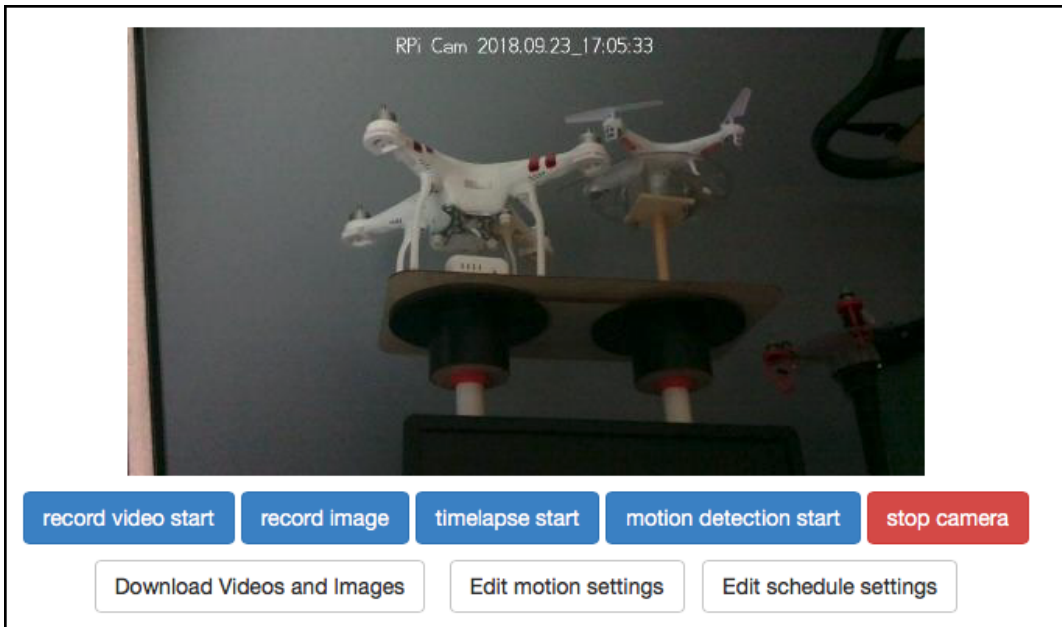 RPi Cam 2018.09.23_17:05:33
record video start record image timelapse start motion detection start stop camera
Download Videos and Images Edit motion settings Edit schedule settings